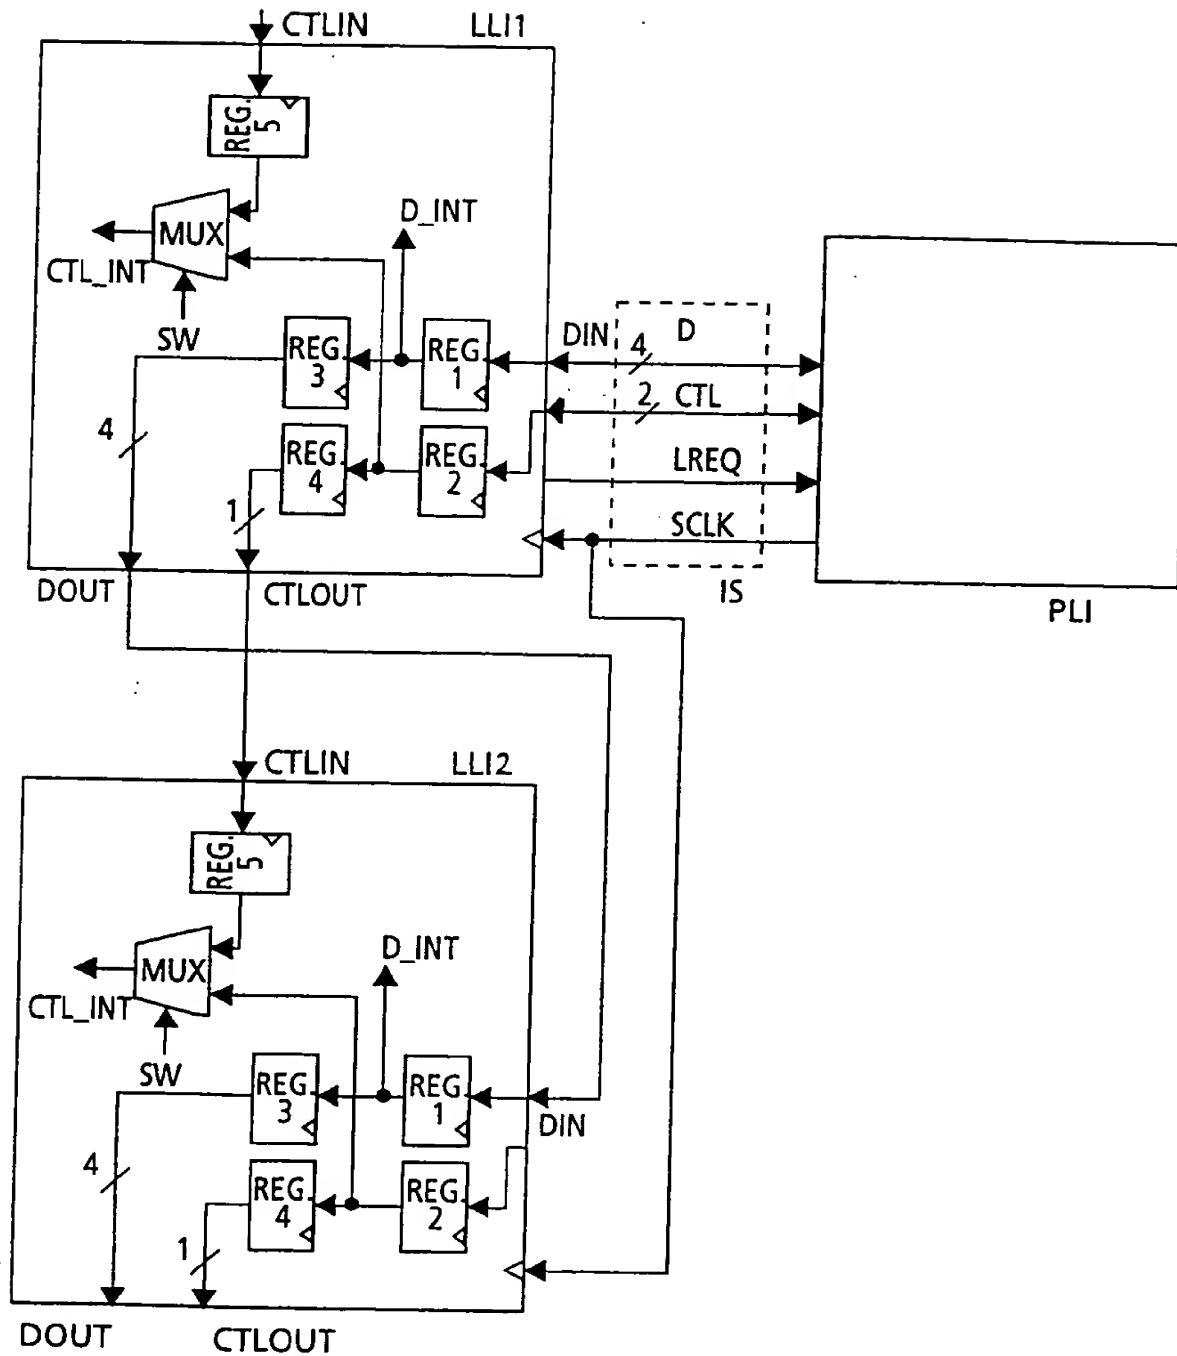 CTLIN
LLI1
REG.
5
D_INT
MUX
CTL_INT
SW
REG.
3
REG.
1
DIN
4
D
2
CTL
4
REG.
4
REG.
2
LREQ
1
SCLK
DOUT
CTLOUT
IS
PLI
CTLIN
LLI2
REG.
5
D_INT
MUX
CTL_INT
SW
REG.
3
REG.
1
DIN
4
REG.
4
REG.
2
1
DOUT
CTLOUT